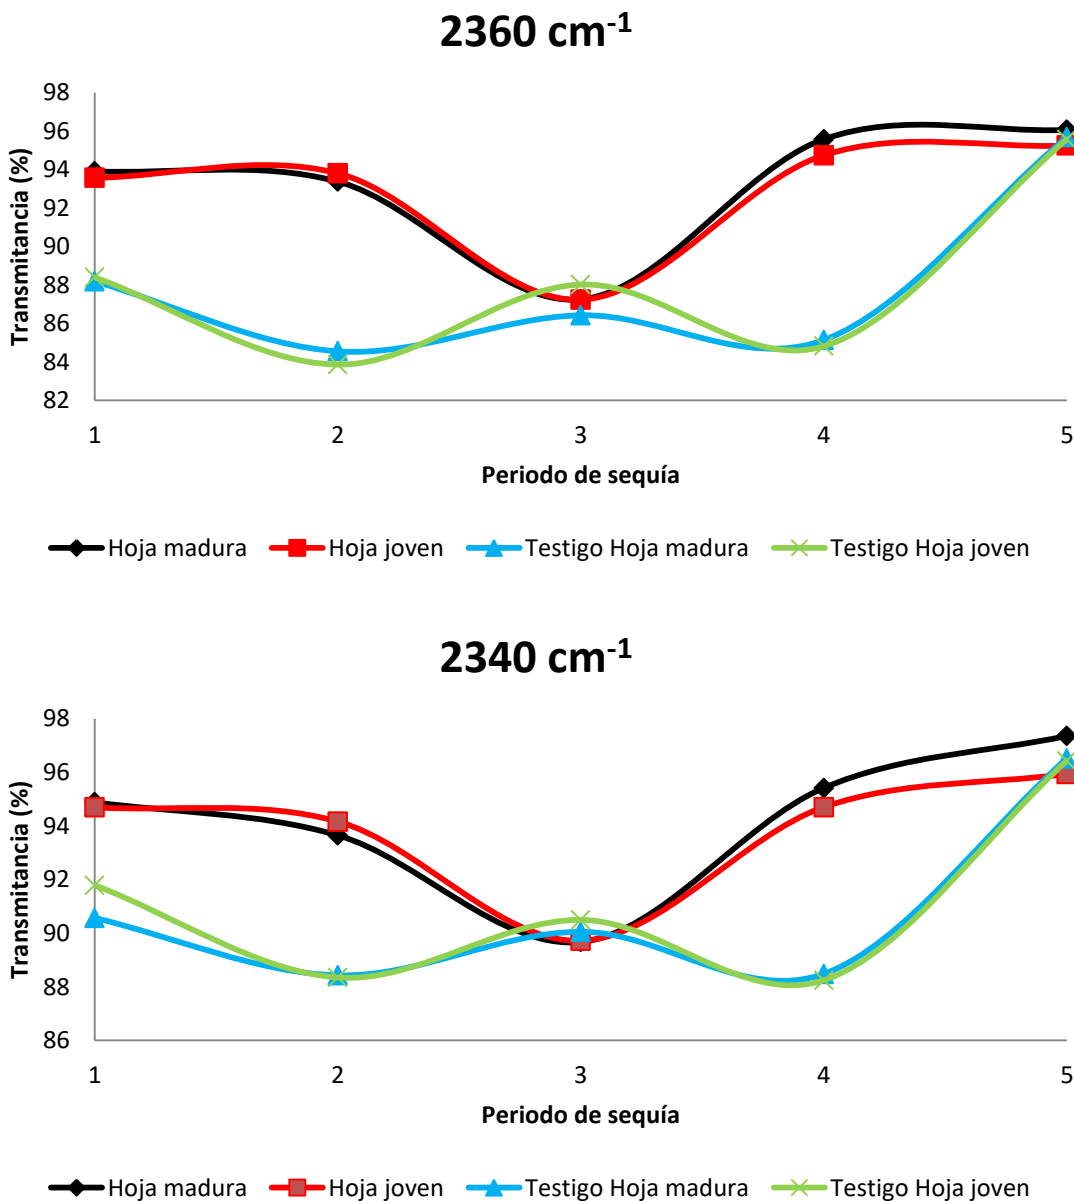 2360 cm-1
Transmitancia (%)
98
96
94
92
90
88
86
84
82
1 2 3 4 5
Periodo de sequía
Hoja madura Hoja joven Testigo Hoja madura Testigo Hoja joven
2340 cm-1
Transmitancia (%)
98
96
94
92
90
88
86
1 2 3 4 5
Periodo de sequía
Hoja madura Hoja joven Testigo Hoja madura Testigo Hoja joven